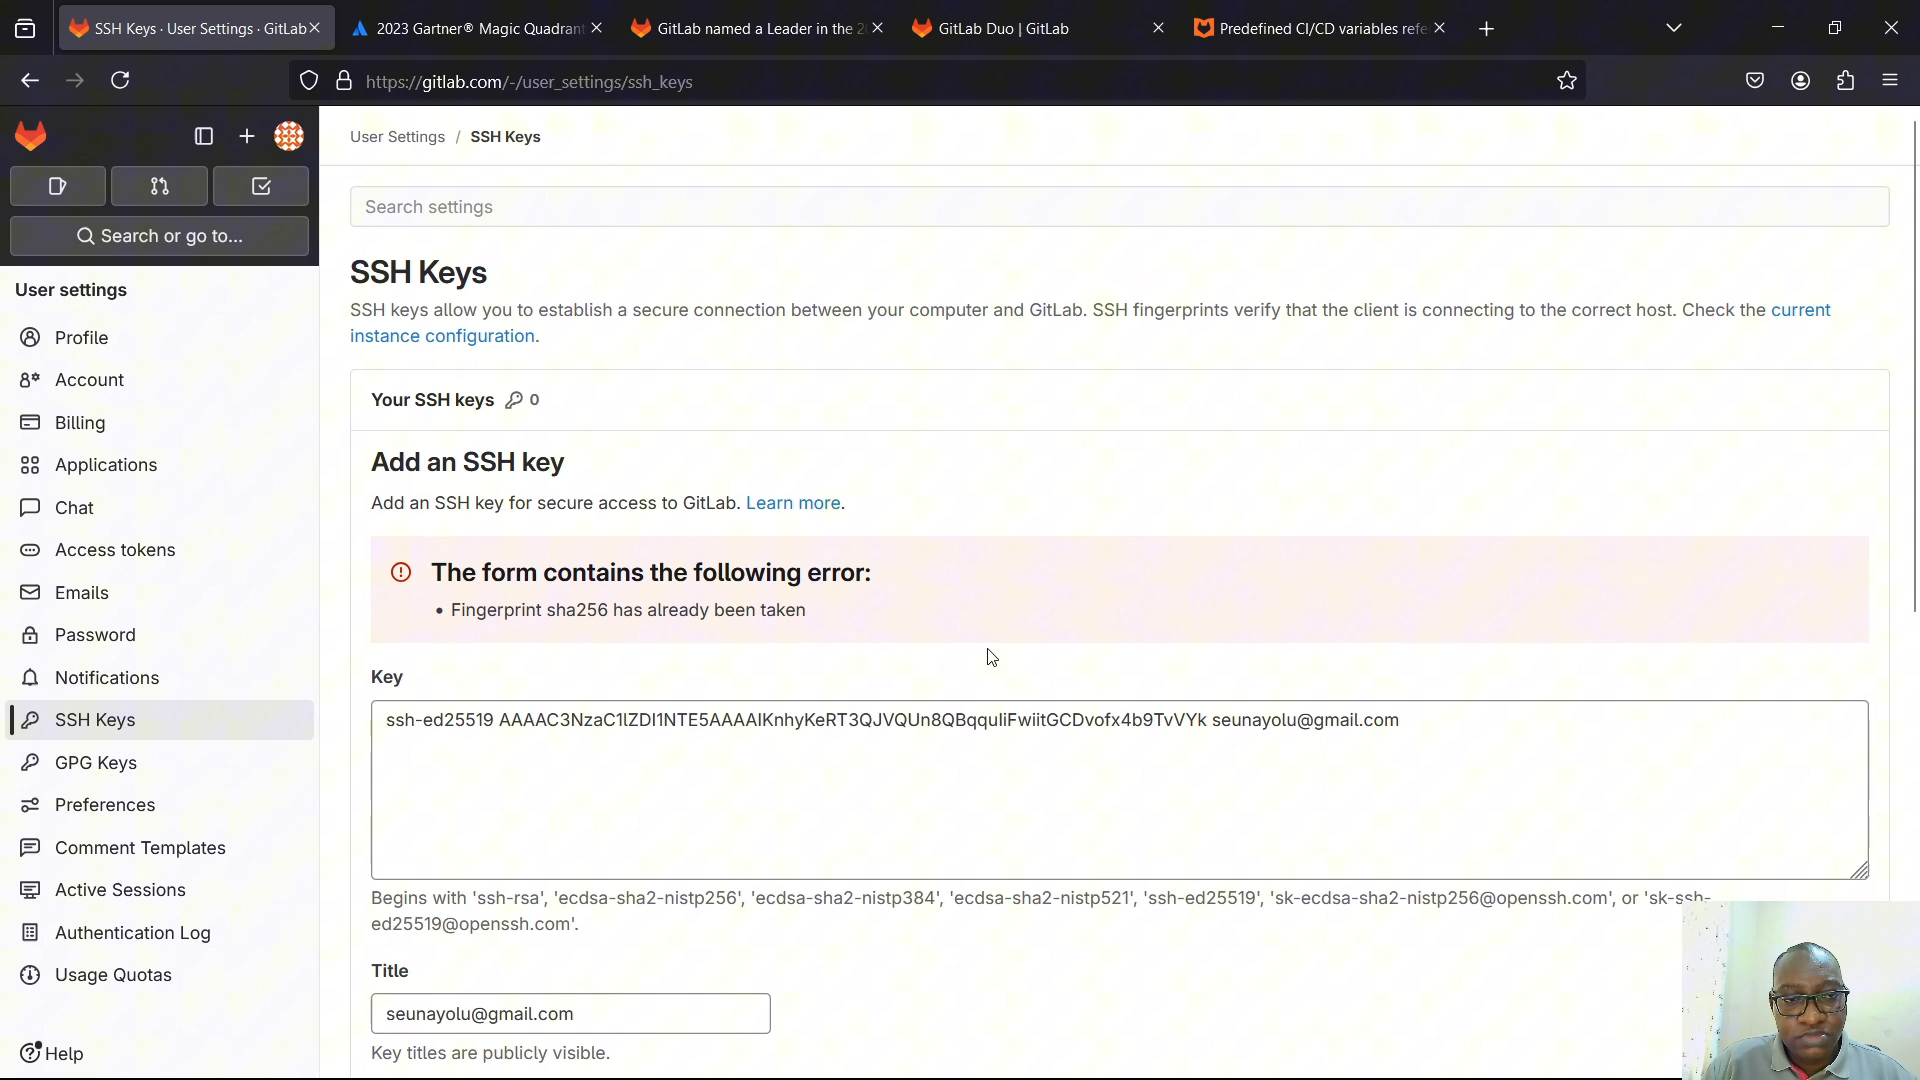 SSH Keys · User Settings · GitLab
2023 Gartner® Magic Quadrant
GitLab named a Leader in the 2
GitLab Duo | GitLab
Predefined CI/CD variables refe
https://gitlab.com/-/user_settings/ssh_keys
Search or go to...
User settings
Profile
Account
Billing
Applications
Chat
Access tokens
Emails
Password
Notifications
SSH Keys
GPG Keys
Preferences
Comment Templates
Active Sessions
Authentication Log
Usage Quotas
Help
User Settings / SSH Keys
Search settings
SSH Keys
SSH keys allow you to establish a secure connection between your computer and GitLab. SSH fingerprints verify that the client is connecting to the correct host. Check the current
instance configuration.
Your SSH keys 0
Add an SSH key
Add an SSH key for secure access to GitLab. Learn more.
The form contains the following error:
• Fingerprint sha256 has already been taken
Key
ssh-ed25519 AAAAC3NzaC1lZDI1NTE5AAAAIKnhyKeRT3QJVQUn8QBqquIiFwiitGCDvofx4b9TvVYk seunayolu@gmail.com
Begins with 'ssh-rsa', 'ecdsa-sha2-nistp256', 'ecdsa-sha2-nistp384', 'ecdsa-sha2-nistp521', 'ssh-ed25519', 'sk-ecdsa-sha2-nistp256@openssh.com', or 'sk-ssh-
ed25519@openssh.com'.
Title
seunayolu@gmail.com
Key titles are publicly visible.